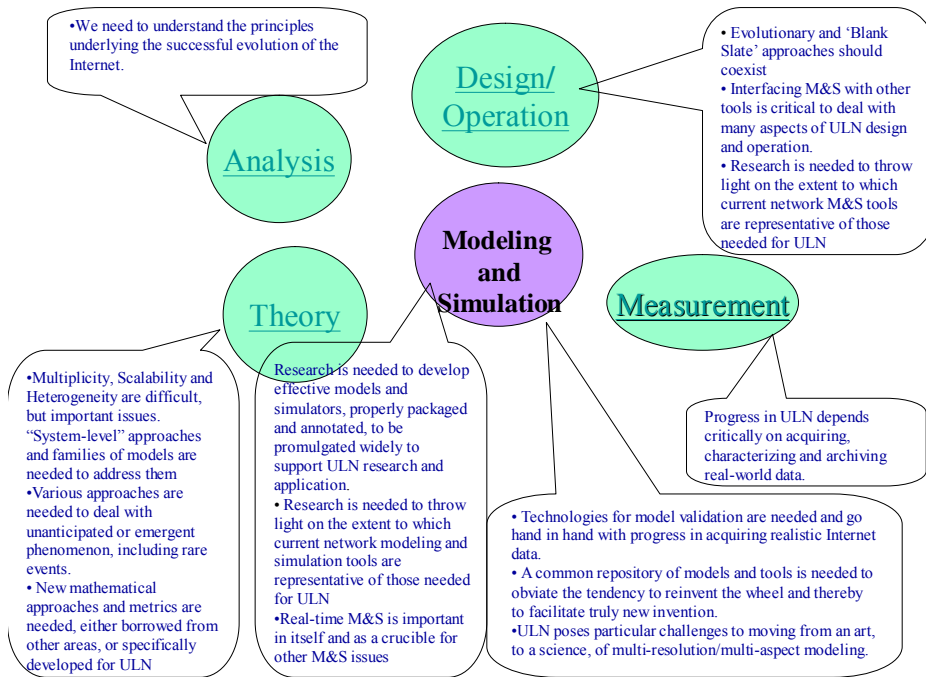 •We need to understand the principles
underlying the successful evolution of the
Internet.
Analysis
Design/
Operation
• Evolutionary and ‘Blank
Slate’ approaches should
coexist
• Interfacing M&S with other
tools is critical to deal with
many aspects of ULN design
and operation.
• Research is needed to throw
light on the extent to which
current network M&S tools
are representative of those
needed for ULN
Modeling
and
Simulation
Theory
Measurement
•Multiplicity, Scalability and
Heterogeneity are difficult,
but important issues.
“System-level” approaches
and families of models are
needed to address them
•Various approaches are
needed to deal with
unanticipated or emergent
phenomenon, including rare
events.
• New mathematical
approaches and metrics are
needed, either borrowed from
other areas, or specifically
developed for ULN
Research is needed to develop
effective models and
simulators, properly packaged
and annotated, to be
promulgated widely to
support ULN research and
application.
• Research is needed to throw
light on the extent to which
current network modeling and
simulation tools are
representative of those needed
for ULN
•Real-time M&S is important
in itself and as a crucible for
other M&S issues
Progress in ULN depends
critically on acquiring,
characterizing and archiving
real-world data.
• Technologies for model validation are needed and go
hand in hand with progress in acquiring realistic Internet
data.
• A common repository of models and tools is needed to
obviate the tendency to reinvent the wheel and thereby
to facilitate truly new invention.
•ULN poses particular challenges to moving from an art,
to a science, of multi-resolution/multi-aspect modeling.